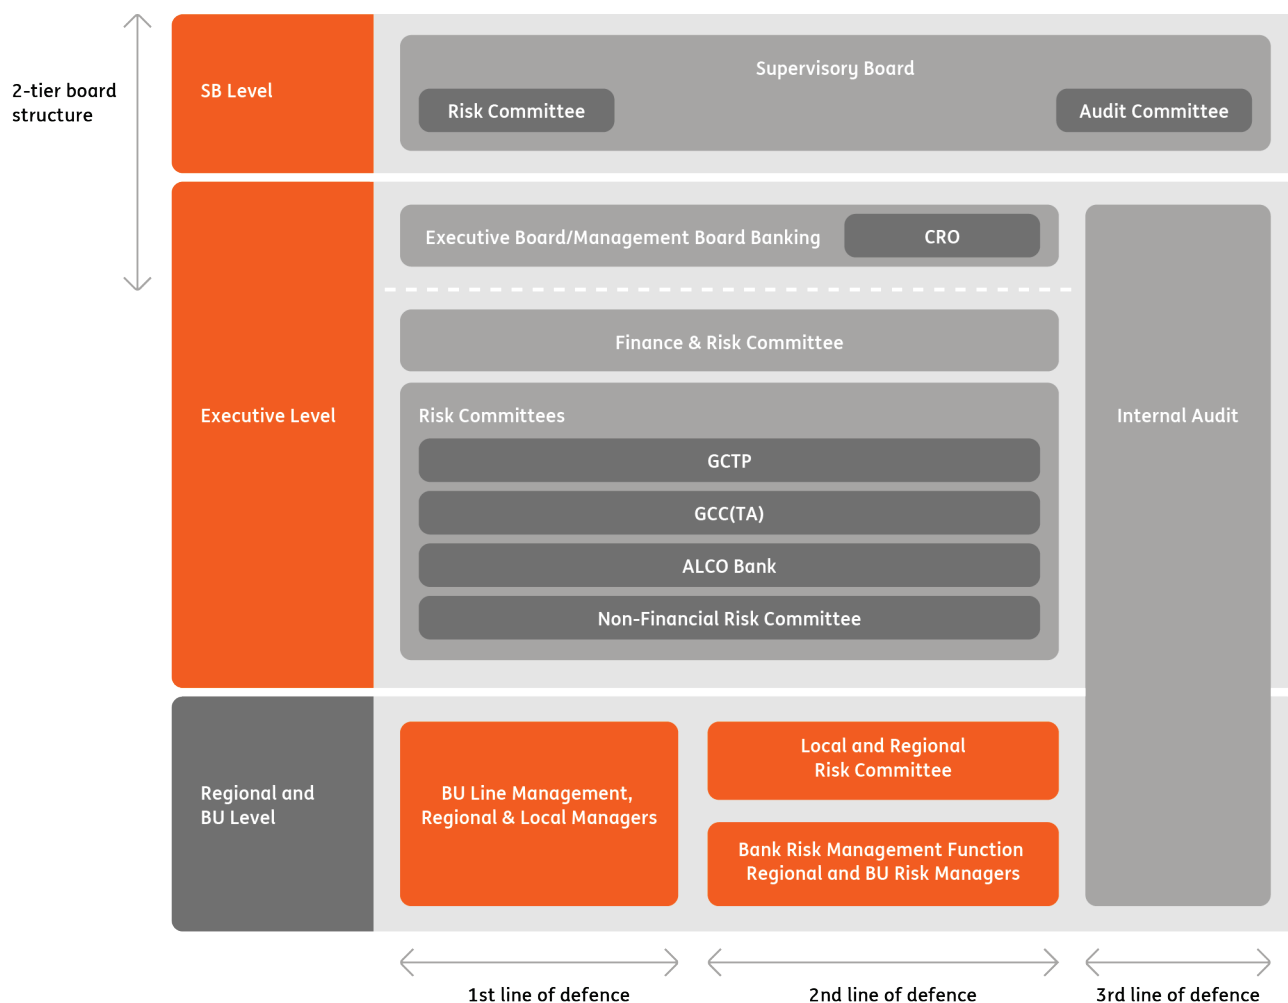 2-tier board
structure
SB Level
Supervisory Board
Risk Committee
Audit Committee
Executive Level
Executive Board/Management Board Banking
CRO
Finance & Risk Committee
Risk Committees
GCTP
GCC(TA)
ALCO Bank
Non-Financial Risk Committee
Internal Audit
Regional and
BU Level
BU Line Management,
Regional & Local Managers
Local and Regional
Risk Committee
Bank Risk Management Function
Regional and BU Risk Managers
1st line of defence
2nd line of defence
3rd line of defence